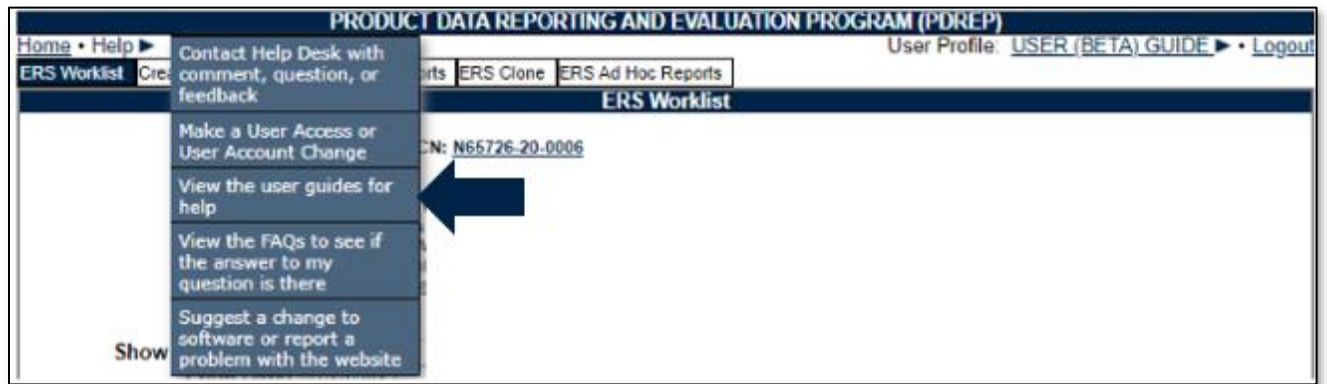 PRODUCT DATA REPORTING AND EVALUATION PROGRAM (PDREP)
Home • Help ► User Profile: USER (BETA) GUIDE ► • Logout
ERS Worklist Crea orts ERS Clone ERS Ad Hoc Reports
ERS Worklist
Contact Help Desk with
comment, question, or
feedback
Make a User Access or
User Account Change
CN: N65726-20-0006
View the user guides for
help
View the FAQs to see if
the answer to my
question is there
Suggest a change to
software or report a
problem with the website
Show